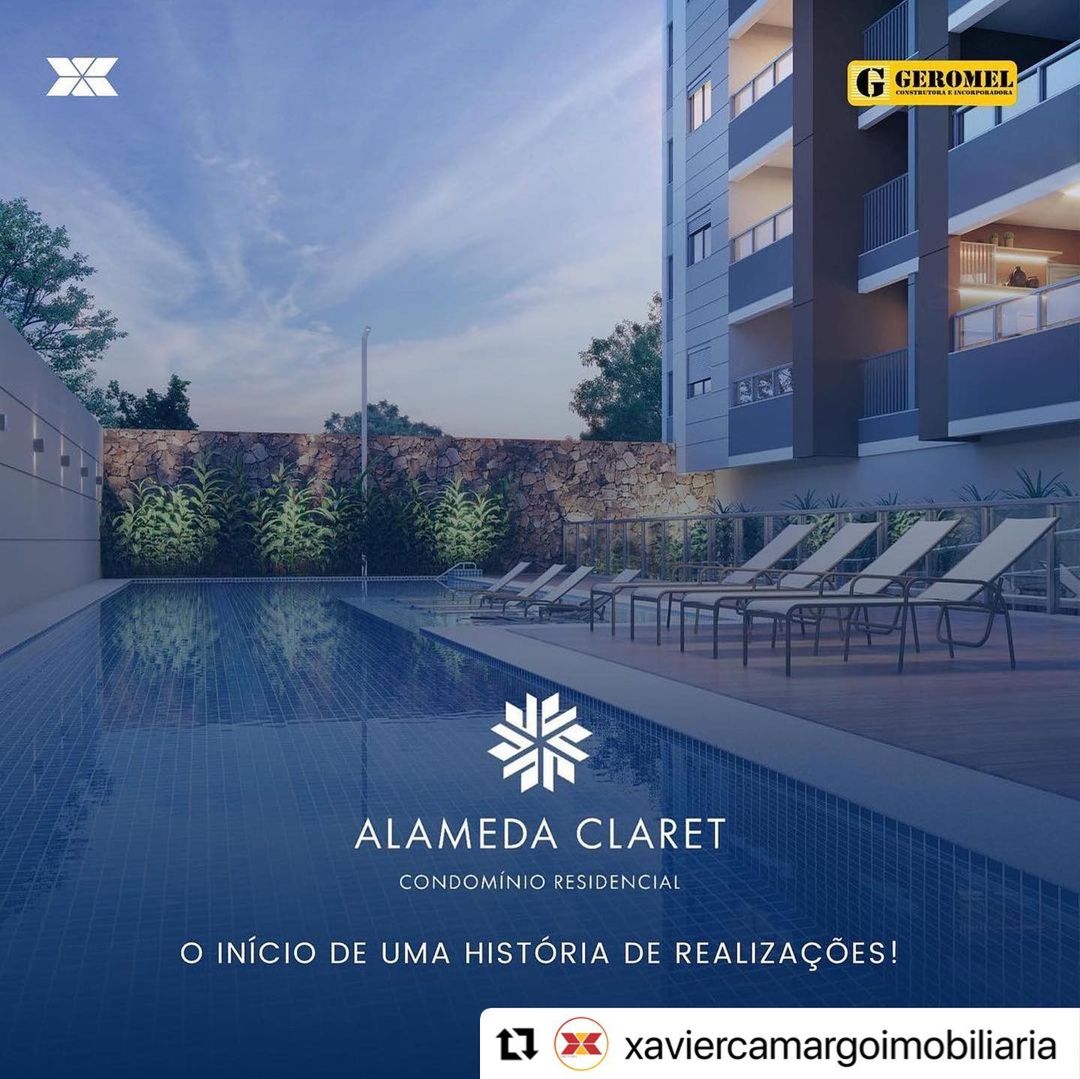 G GEROMEL
CONSTRUTORA E INCORPORADORA
ALAMEDA CLARET
CONDOMÍNIO RESIDENCIAL
O INÍCIO DE UMA HISTÓRIA DE REALIZAÇÕES!
xaviercamargoimobiliaria